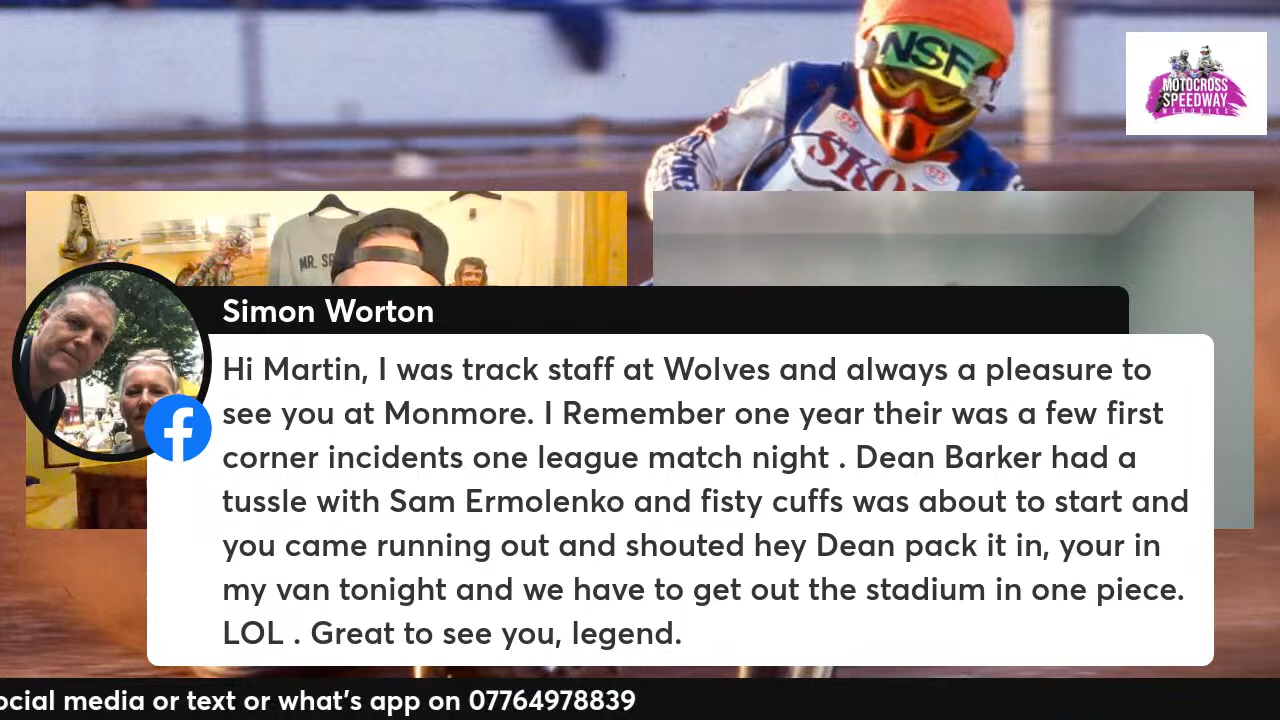 NSF
MOTOCROSS
SPEEDWAY
MEMORIES
SKO
MR. SP
Simon Worton
Hi Martin, I was track staff at Wolves and always a pleasure to
see you at Monmore. I Remember one year their was a few first
corner incidents one league match night . Dean Barker had a
tussle with Sam Ermolenko and fisty cuffs was about to start and
you came running out and shouted hey Dean pack it in, your in
my van tonight and we have to get out the stadium in one piece.
LOL . Great to see you, legend.
ocial media or text or what's app on 07764978839